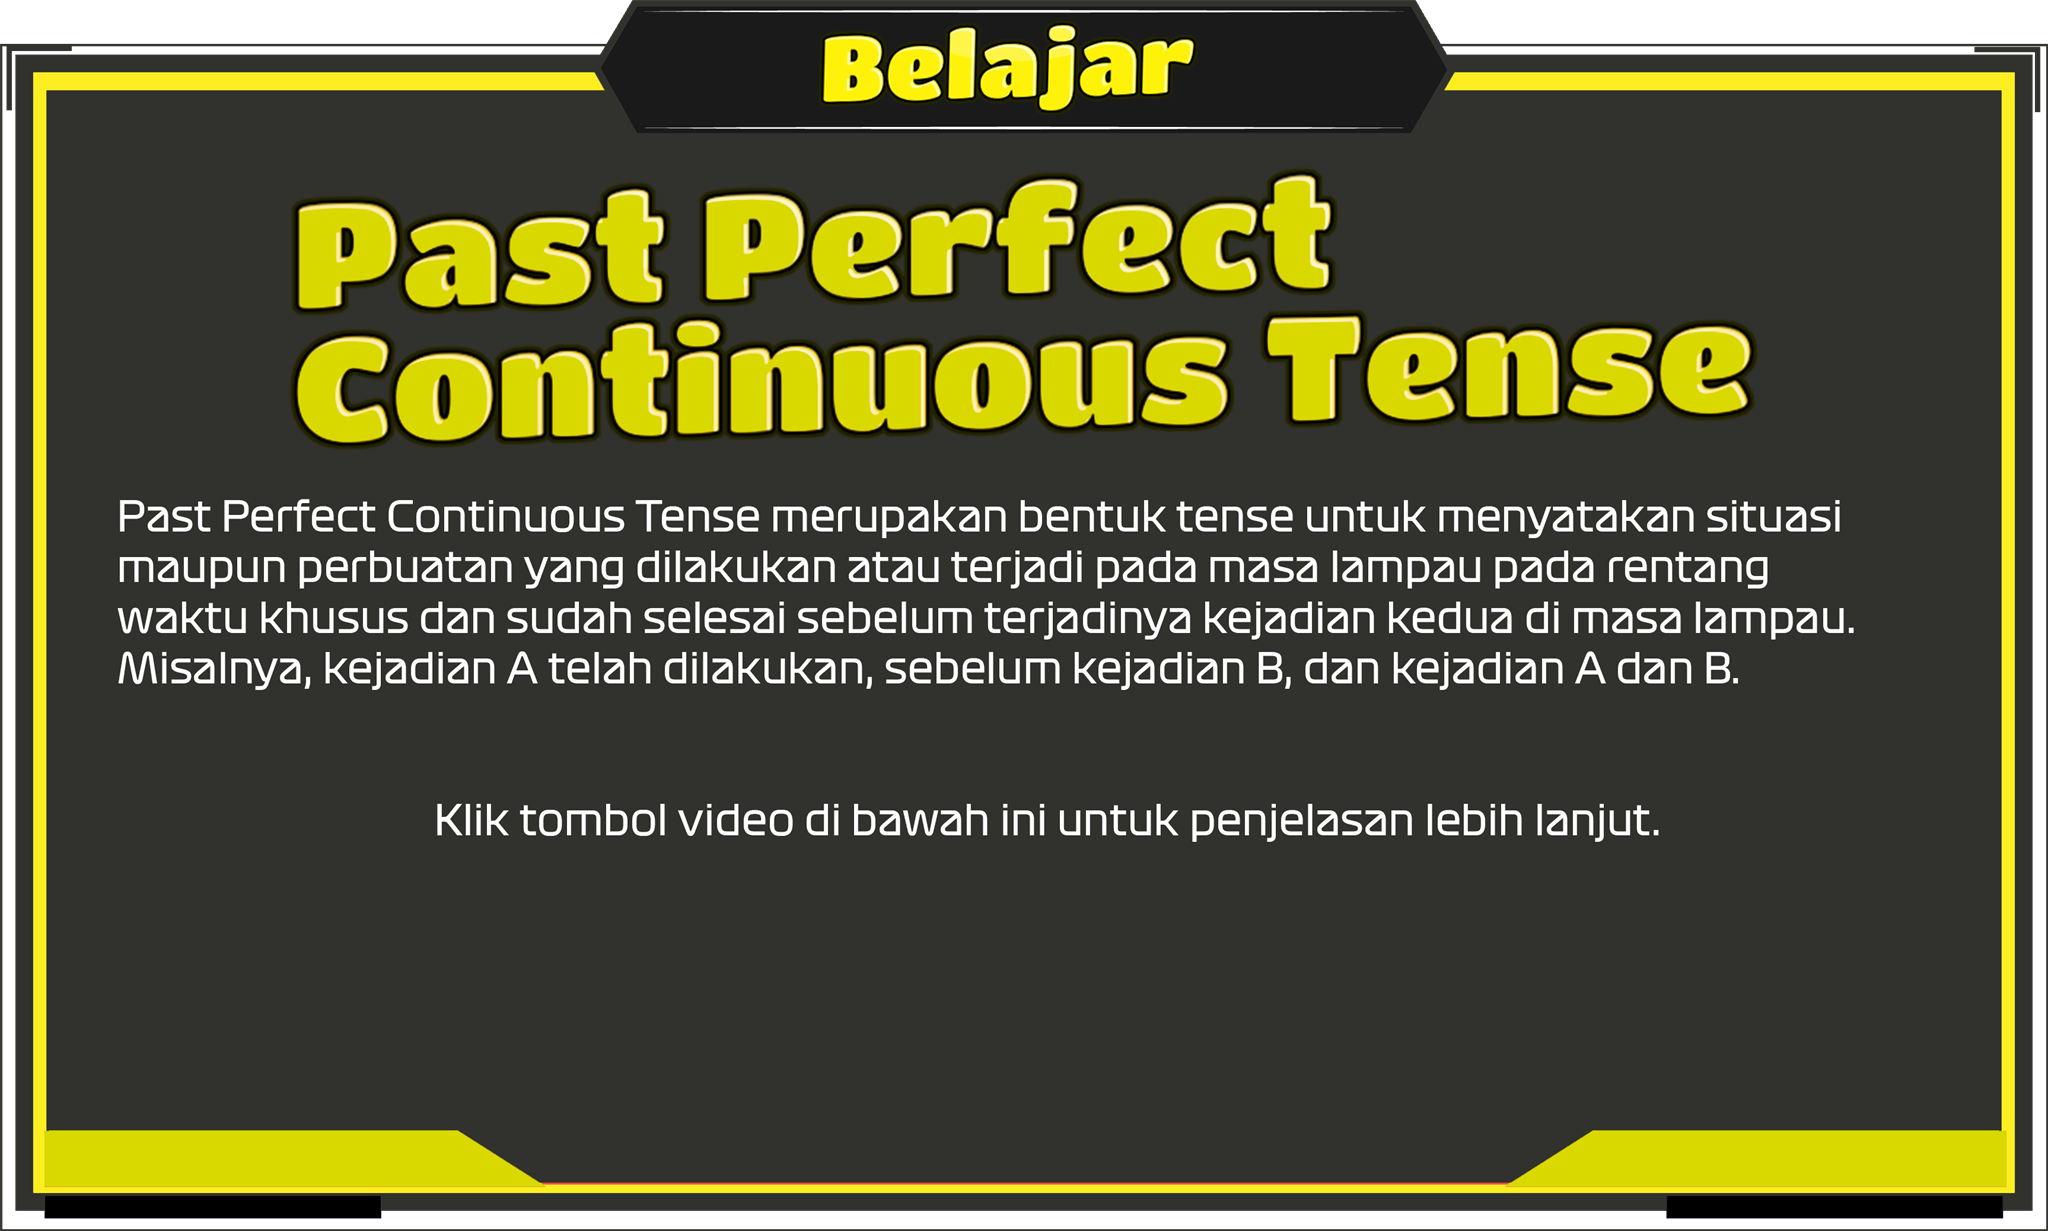 Belajar
Past Perfect
Continuous Tense
Past Perfect Continuous Tense merupakan bentuk tense untuk menyatakan situasi
maupun perbuatan yang dilakukan atau terjadi pada masa lampau pada rentang
waktu khusus dan sudah selesai sebelum terjadinya kejadian kedua di masa lampau.
Misalnya, kejadian A telah dilakukan, sebelum kejadian B, dan kejadian A dan B.
Klik tombol video di bawah ini untuk penjelasan lebih lanjut.